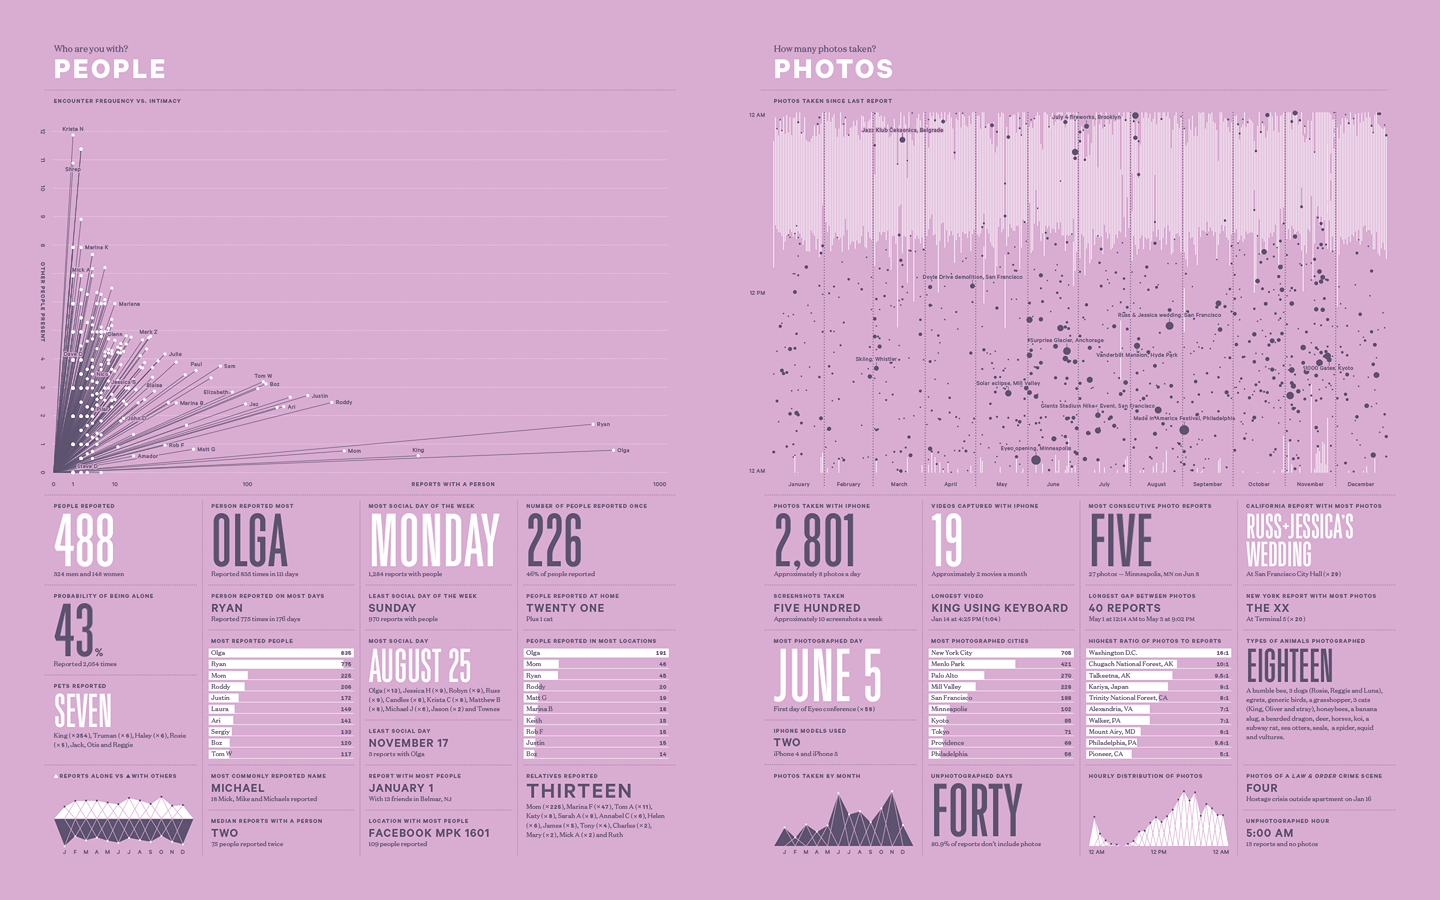 Who are you with?
PEOPLE
ENCOUNTER FREQUENCY VS. INTIMACY
12
11
10
9
8
4
3
2
1
0
OTHER PEOPLE PRESENT
Krista N
Shrep
Marina K
Mick A
Mariana
Glenn
Mark Z
Dave D
Julie
Paul
Sam
Nico
Jessica S
Blaise
Tom W
Boz
Elizabeth
Justin
Marina B
Jez
Ari
Roddy
John C
Ryan
Rob F
Matt G
Mom
King
Olga
Amador
Steve D
0
1
10
100
REPORTS WITH A PERSON
1000
PEOPLE REPORTED
488
324 men and 148 women
PROBABILITY OF BEING ALONE
43%
Reported 2,054 times
PETS REPORTED
SEVEN
King (×354), Truman (×6), Haley (×6), Rosie
(×5), Jack, Otis and Reggie
▲REPORTS ALONE VS ▲WITH OTHERS
J F M A M J J A S O N D
PERSON REPORTED MOST
OLGA
Reported 835 times in 191 days
PERSON REPORTED ON MOST DAYS
RYAN
Reported 775 times in 176 days
MOST REPORTED PEOPLE
Olga 835
Ryan 775
Mom 225
Roddy 206
Justin 172
Laura 149
Ari 141
Sergiy 133
Boz 120
Tom W 117
MOST COMMONLY REPORTED NAME
MICHAEL
18 Mick, Mike and Michaels reported
MEDIAN REPORTS WITH A PERSON
TWO
75 people reported twice
MOST SOCIAL DAY OF THE WEEK
MONDAY
1,284 reports with people
LEAST SOCIAL DAY OF THE WEEK
SUNDAY
970 reports with people
MOST SOCIAL DAY
AUGUST 25
Olga (×13), Jessica H (×9), Robyn (×9), Russ
(×9), Candice (×8), Krista C (×8), Matthew B
(×8), Michael J (×6), Jason (×2) and Townes
LEAST SOCIAL DAY
NOVEMBER 17
3 reports with Olga
REPORT WITH MOST PEOPLE
JANUARY 1
With 13 friends in Belmar, NJ
LOCATION WITH MOST PEOPLE
FACEBOOK MPK 1601
109 people reported
NUMBER OF PEOPLE REPORTED ONCE
226
46% of people reported
PEOPLE REPORTED AT HOME
TWENTY ONE
Plus 1 cat
PEOPLE REPORTED IN MOST LOCATIONS
Olga 191
Mom 46
Ryan 45
Roddy 20
Matt G 19
Marina B 16
Keith 15
Rob F 15
Justin 15
Boz 14
RELATIVES REPORTED
THIRTEEN
Mom (×225), Marina F (×47), Tom A (×11),
Katy (×8), Sarah A (×8), Annabel C (×6), Helen
(×6), James (×5), Tony (×4), Charles (×2),
Mary (×2), Mick A (×2) and Ruth
How many photos taken?
PHOTOS
PHOTOS TAKEN SINCE LAST REPORT
12 AM
12 PM
12 AM
July 4 fireworks, Brooklyn
Jazz Klub Čekaonica, Belgrade
Doyle Drive demolition, San Francisco
Russ & Jessica wedding, San Francisco
Surprise Glacier, Anchorage
Vanderbilt Mansion, Hyde Park
Skiing, Whistler
11000 Gates, Kyoto
Solar eclipse, Mill Valley
Giants Stadium Nike+ Event, San Francisco
Made in America Festival, Philadelphia
Eyeo opening, Minneapolis
January February March April May June July August September October November December
PHOTOS TAKEN WITH IPHONE
2,801
Approximately 8 photos a day
SCREENSHOTS TAKEN
FIVE HUNDRED
Approximately 10 screenshots a week
MOST PHOTOGRAPHED DAY
JUNE 5
First day of Eyeo conference (×59)
IPHONE MODELS USED
TWO
iPhone 4 and iPhone 5
PHOTOS TAKEN BY MONTH
J F M A M J J A S O N D
VIDEOS CAPTURED WITH IPHONE
19
Approximately 2 movies a month
LONGEST VIDEO
KING USING KEYBOARD
Jan 14 at 4:25 PM (1:04)
MOST PHOTOGRAPHED CITIES
New York City 705
Menlo Park 421
Palo Alto 270
Mill Valley 228
San Francisco 188
Minneapolis 102
Kyoto 85
Tokyo 71
Providence 69
Philadelphia 56
UNPHOTOGRAPHED DAYS
FORTY
80.9% of reports don't include photos
MOST CONSECUTIVE PHOTO REPORTS
FIVE
27 photos — Minneapolis, MN on Jun 8
LONGEST GAP BETWEEN PHOTOS
40 REPORTS
May 1 at 12:14 AM to May 5 at 9:02 PM
HIGHEST RATIO OF PHOTOS TO REPORTS
Washington D.C. 16:1
Chugach National Forest, AK 10:1
Talkeetna, AK 9.5:1
Kariya, Japan 9:1
Trinity National Forest, CA 8:1
Alexandria, VA 7:1
Walker, PA 7:1
Mount Airy, MD 6:1
Philadelphia, PA 5.6:1
Pioneer, CA 5:1
HOURLY DISTRIBUTION OF PHOTOS
12 AM 12 PM 12 AM
CALIFORNIA REPORT WITH MOST PHOTOS
RUSS+JESSICA'S
WEDDING
At San Francisco City Hall (×29)
NEW YORK REPORT WITH MOST PHOTOS
THE XX
At Terminal 5 (×20)
TYPES OF ANIMALS PHOTOGRAPHED
EIGHTEEN
A bumble bee, 3 dogs (Rosie, Reggie and Luna),
egrets, generic birds, a grasshopper, 3 cats
(King, Oliver and stray), honeybees, a banana
slug, a bearded dragon, deer, horses, koi, a
subway rat, sea otters, seals, a spider, squid
and vultures.
PHOTOS OF A LAW & ORDER CRIME SCENE
FOUR
Hostage crisis outside apartment on Jan 16
UNPHOTOGRAPHED HOUR
5:00 AM
13 reports and no photos